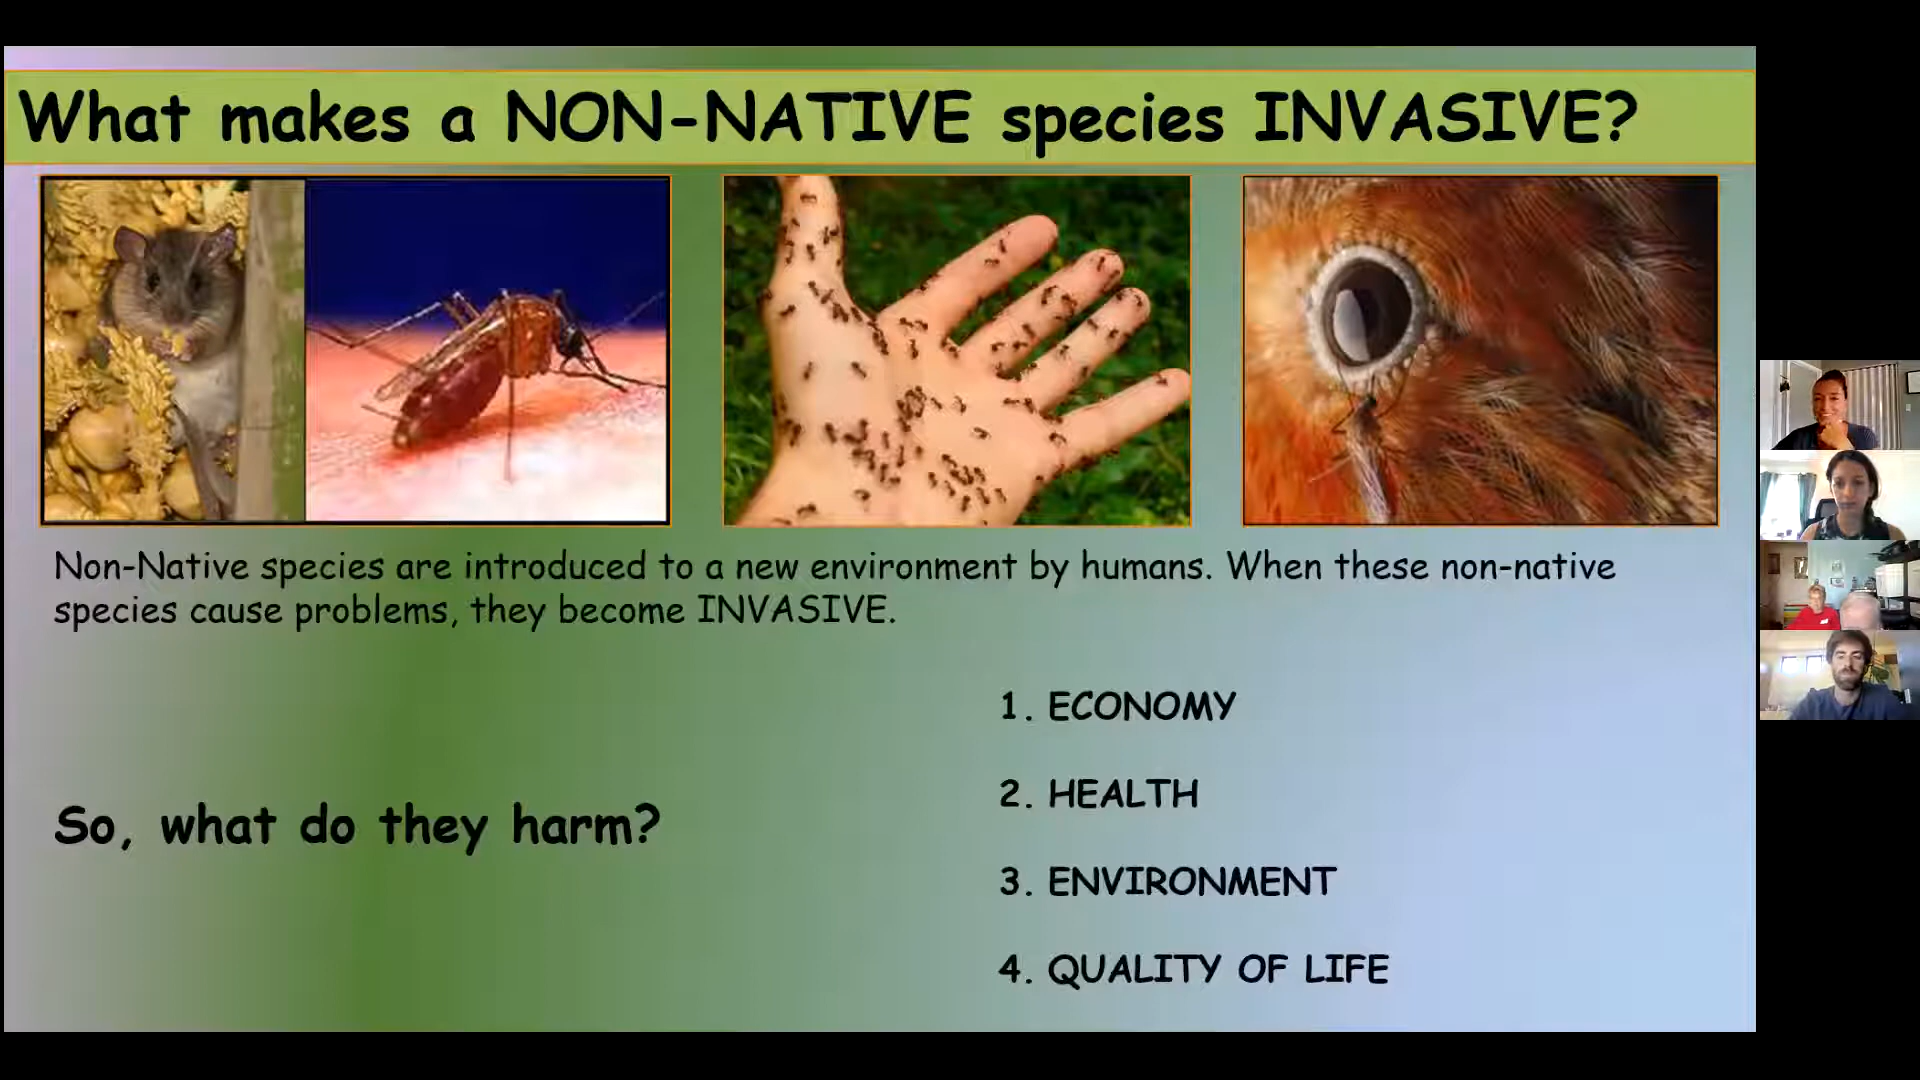 What makes a NON-NATIVE species INVASIVE?
Non-Native species are introduced to a new environment by humans. When these non-native
species cause problems, they become INVASIVE.
So, what do they harm?
1. ECONOMY
2. HEALTH
3. ENVIRONMENT
4. QUALITY OF LIFE